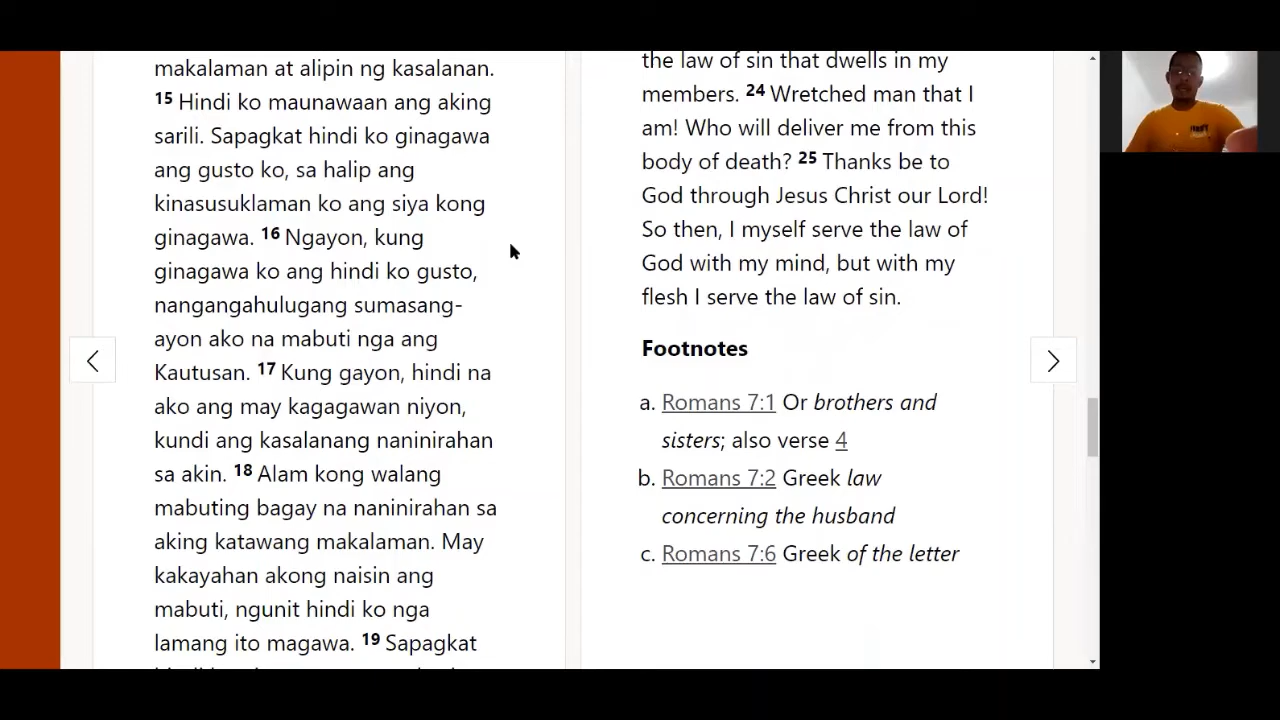 makalaman at alipin ng kasalanan.
15 Hindi ko maunawaan ang aking
sarili. Sapagkat hindi ko ginagawa
ang gusto ko, sa halip ang
kinasusuklaman ko ang siya kong
ginagawa. 16 Ngayon, kung
ginagawa ko ang hindi ko gusto,
nangangahulugang sumasang-
ayon ako na mabuti nga ang
Kautusan. 17 Kung gayon, hindi na
ako ang may kagagawan niyon,
kundi ang kasalanang naninirahan
sa akin. 18 Alam kong walang
mabuting bagay na naninirahan sa
aking katawang makalaman. May
kakayahan akong naisin ang
mabuti, ngunit hindi ko nga
lamang ito magawa. 19 Sapagkat
the law of sin that dwells in my
members. 24 Wretched man that I
am! Who will deliver me from this
body of death? 25 Thanks be to
God through Jesus Christ our Lord!
So then, I myself serve the law of
God with my mind, but with my
flesh I serve the law of sin.
Footnotes
a. Romans 7:1 Or brothers and
sisters; also verse 4
b. Romans 7:2 Greek law
concerning the husband
c. Romans 7:6 Greek of the letter